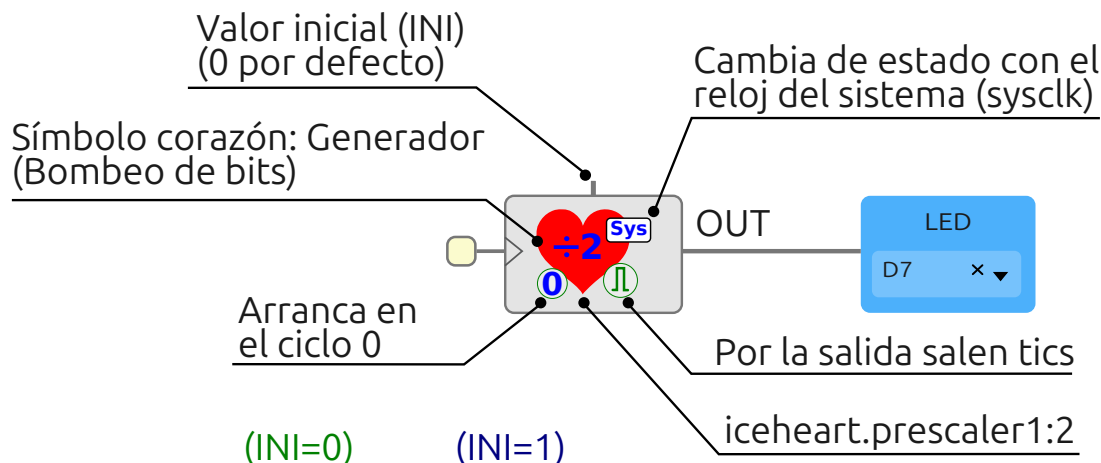 Valor inicial (INI)
(0 por defecto)
Cambia de estado con el
reloj del sistema (sysclk)
Símbolo corazón: Generador
(Bombeo de bits)
Sys
÷2
0
OUT
LED
D7
Arranca en
el ciclo 0
Por la salida salen tics
iceheart.prescaler1:2
(INI=0)
(INI=1)